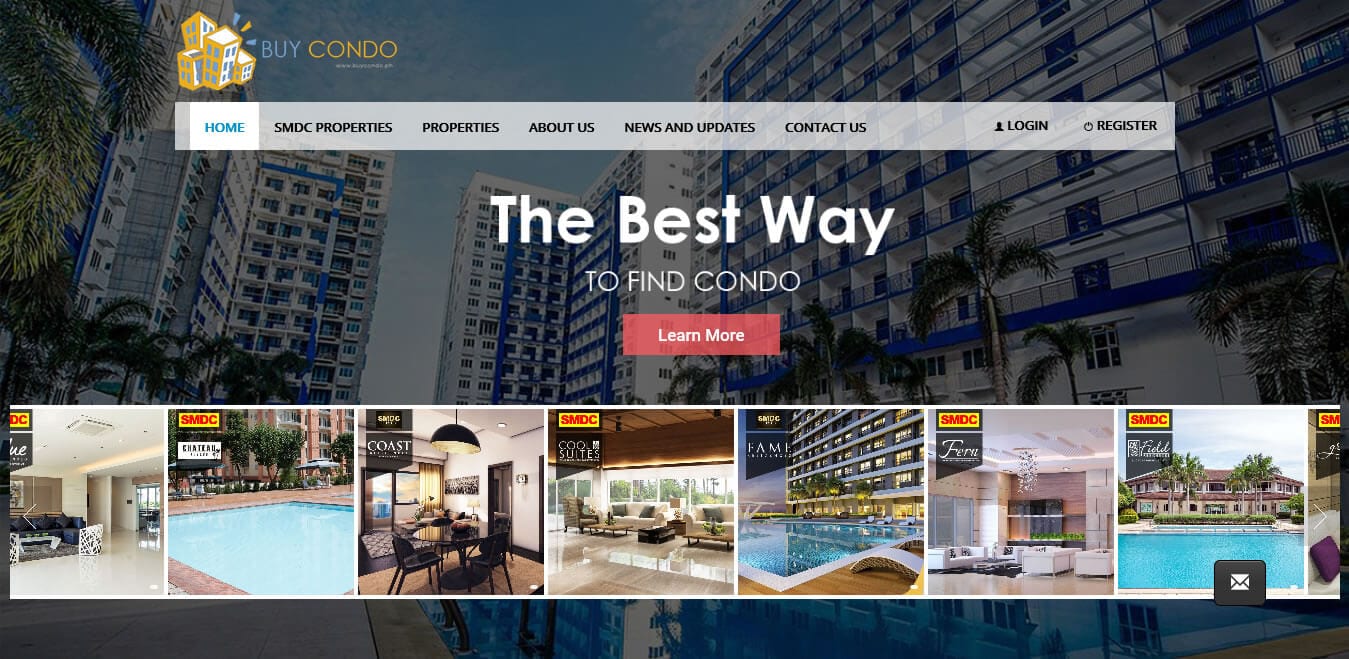 BUY CONDO
www.buycondo.ph
HOME
SMDC PROPERTIES
PROPERTIES
ABOUT US
NEWS AND UPDATES
CONTACT US
LOGIN
REGISTER
The Best Way
TO FIND CONDO
Learn More
DC
SMDC
CHATEAU
SMDC
COAST
SMDC
COOL
SUITES
SMDC
FAME
SMDC
Fern
SMDC
Field
SM